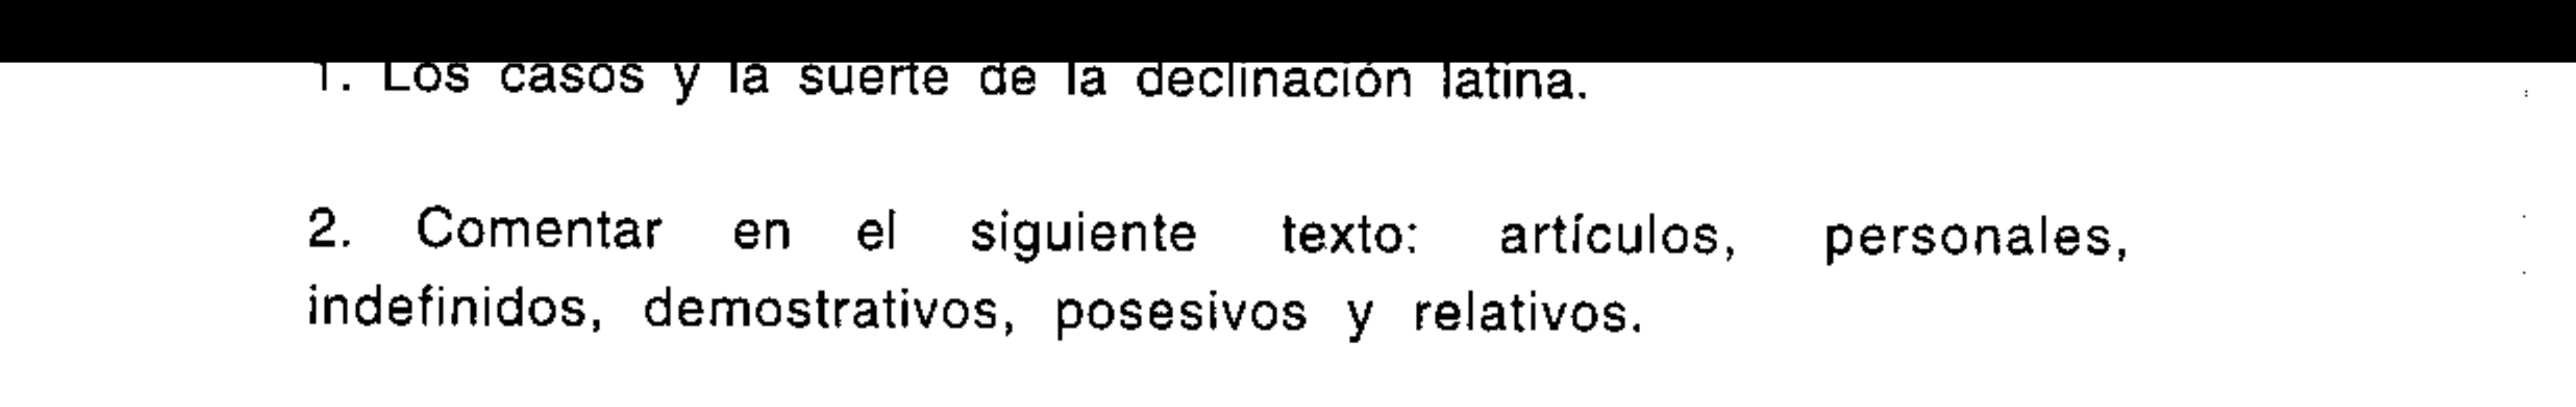 1. Los casos y la suerte de la declinación latina.
2. Comentar en el siguiente texto: artículos, personales,
indefinidos, demostrativos, posesivos y relativos.